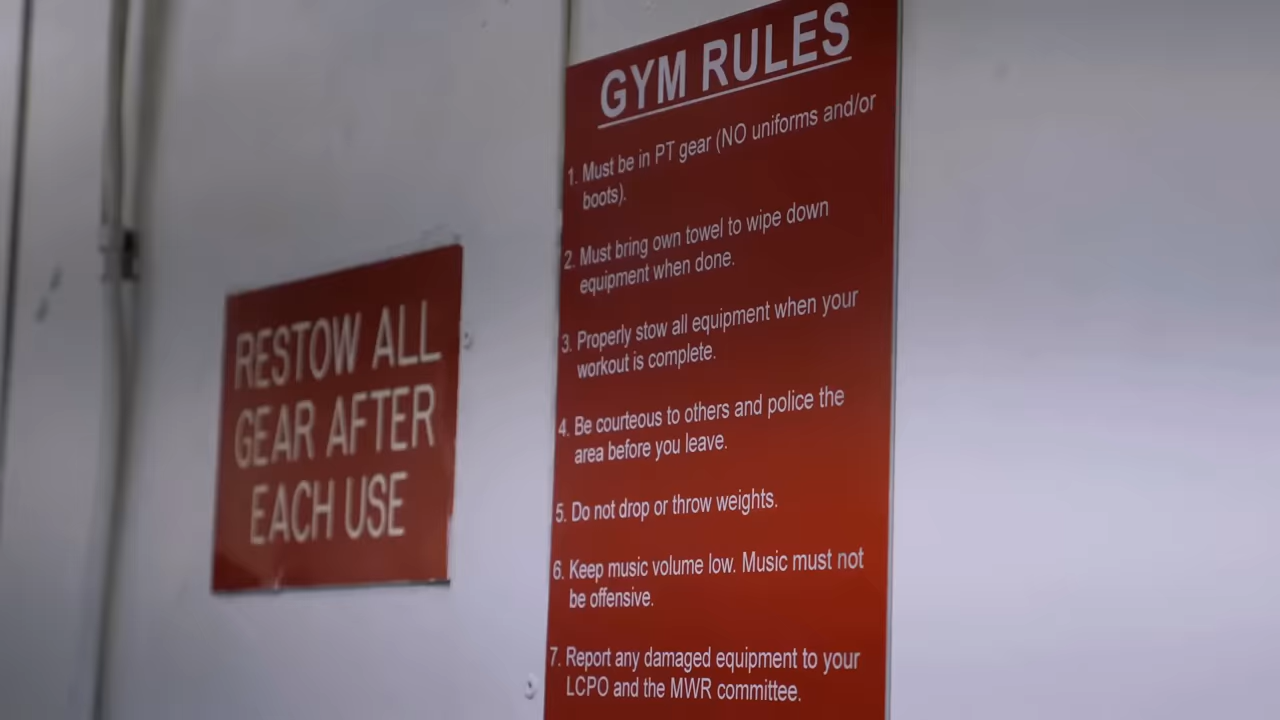 RESTOW ALL
GEAR AFTER
EACH USE
GYM RULES
1. Must be in PT gear (NO uniforms and/or
boots).
2. Must bring own towel to wipe down
equipment when done.
3. Properly stow all equipment when your
workout is complete.
4. Be courteous to others and police the
area before you leave.
5. Do not drop or throw weights.
6. Keep music volume low. Music must not
be offensive.
7. Report any damaged equipment to your
LCPO and the MWR committee.